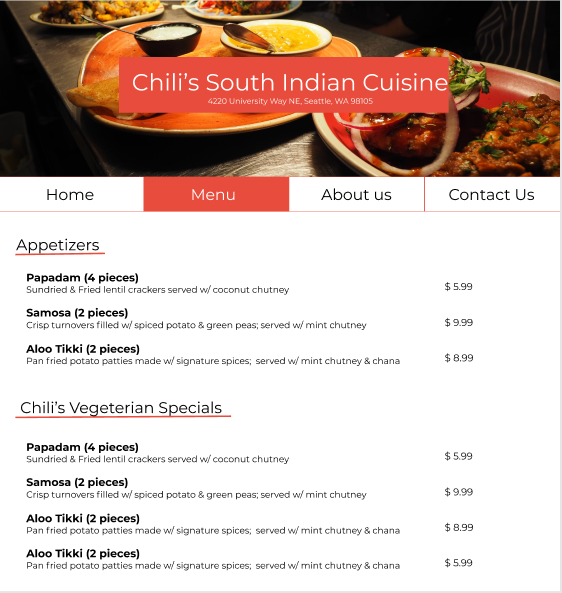 Chili's South Indian Cuisine
4220 University Way NE, Seattle, WA 98105
Home Menu About us Contact Us
Appetizers
Papadam (4 pieces)
Sundried & Fried lentil crackers served w/ coconut chutney $ 5.99
Samosa (2 pieces)
Crisp turnovers filled w/ spiced potato & green peas; served w/ mint chutney $ 9.99
Aloo Tikki (2 pieces)
Pan fried potato patties made w/ signature spices; served w/ mint chutney & chana $ 8.99
Chili's Vegeterian Specials
Papadam (4 pieces)
Sundried & Fried lentil crackers served w/ coconut chutney $ 5.99
Samosa (2 pieces)
Crisp turnovers filled w/ spiced potato & green peas; served w/ mint chutney $ 9.99
Aloo Tikki (2 pieces)
Pan fried potato patties made w/ signature spices; served w/ mint chutney & chana $ 8.99
Aloo Tikki (2 pieces)
Pan fried potato patties made w/ signature spices; served w/ mint chutney & chana $ 5.99